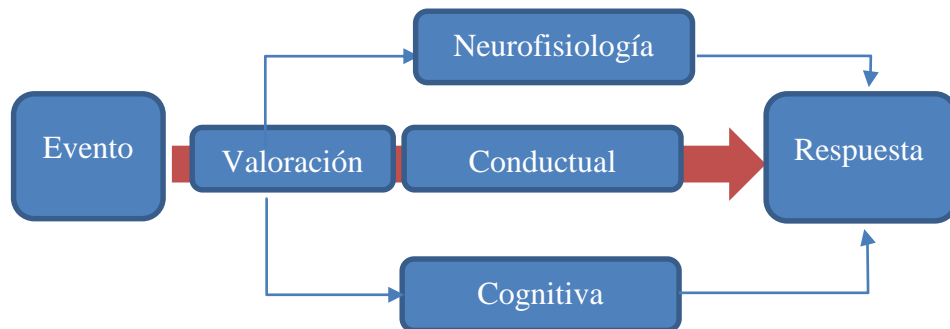 Neurofisiología
Evento
Valoración
Conductual
Respuesta
Cognitiva